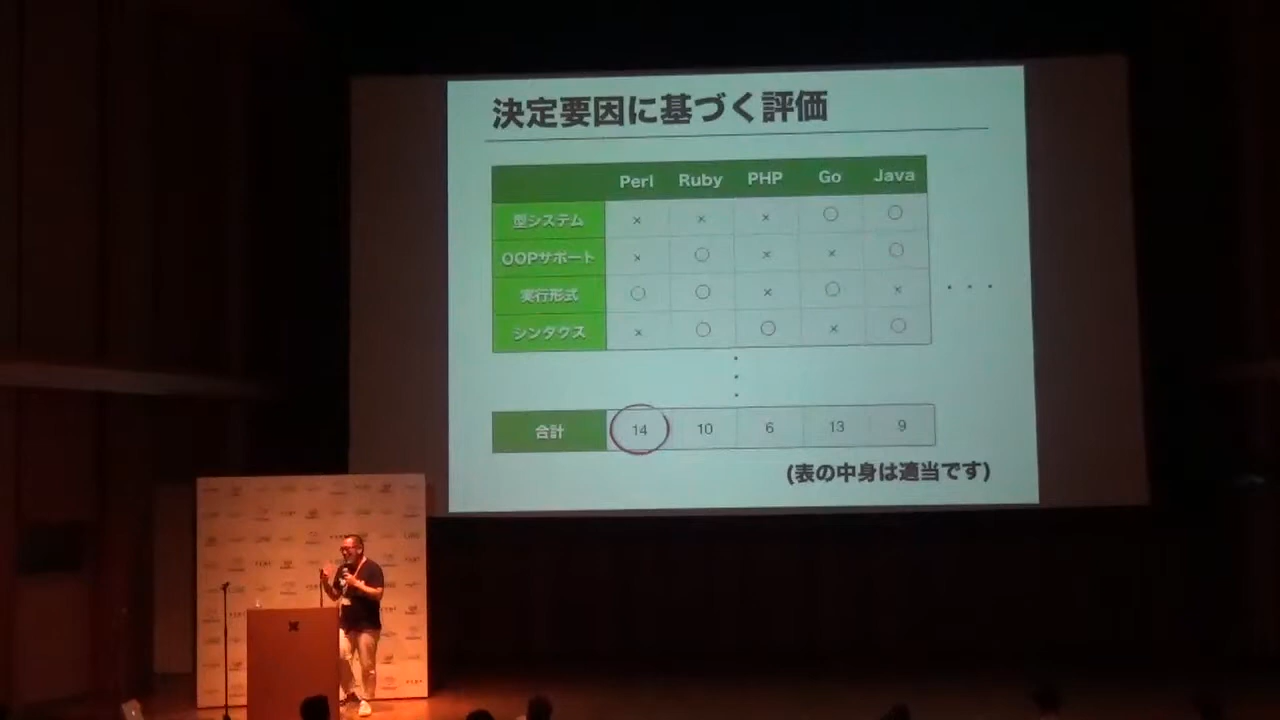 決定要因に基づく評価
Perl Ruby PHP Go Java
型システム × × × ○ ○
OOPサポート × ○ × × ○
実行形式 ○ ○ × ○ × ・・・
シンタクス × ○ ○ × ○
合計 14 10 6 13 9
(表の中身は適当です)